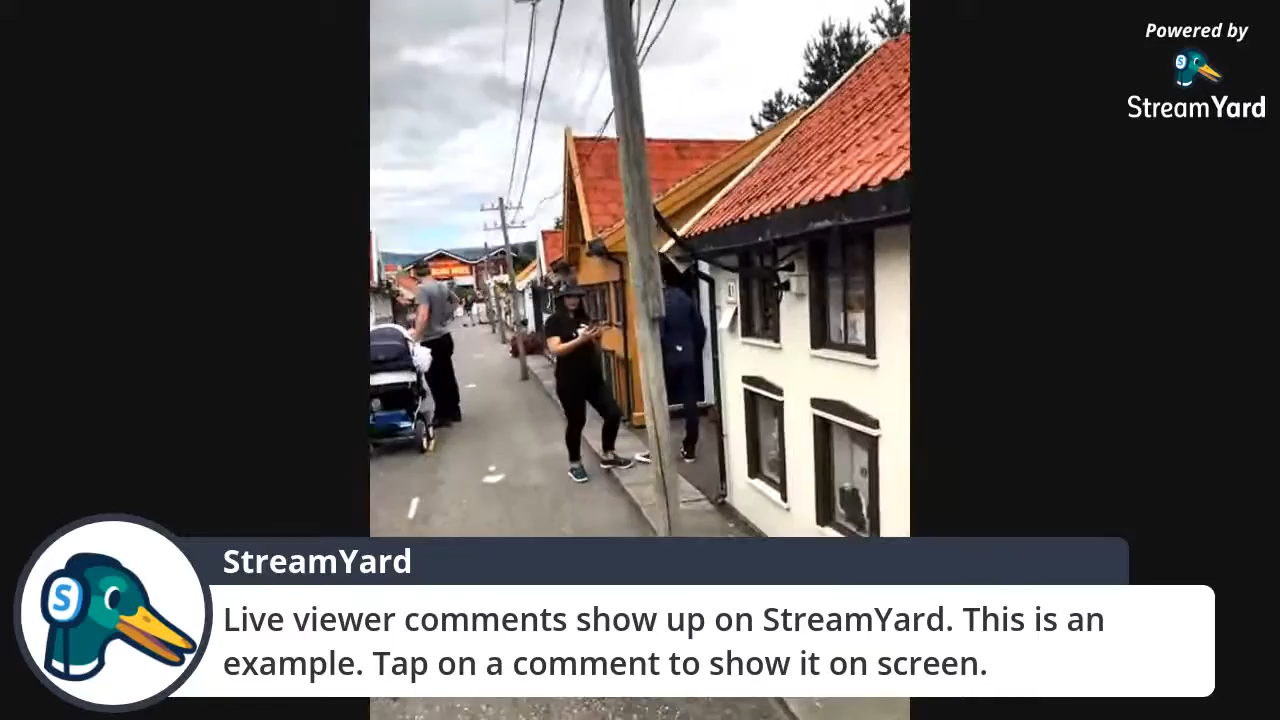 Powered by
StreamYard
StreamYard
Live viewer comments show up on StreamYard. This is an
example. Tap on a comment to show it on screen.